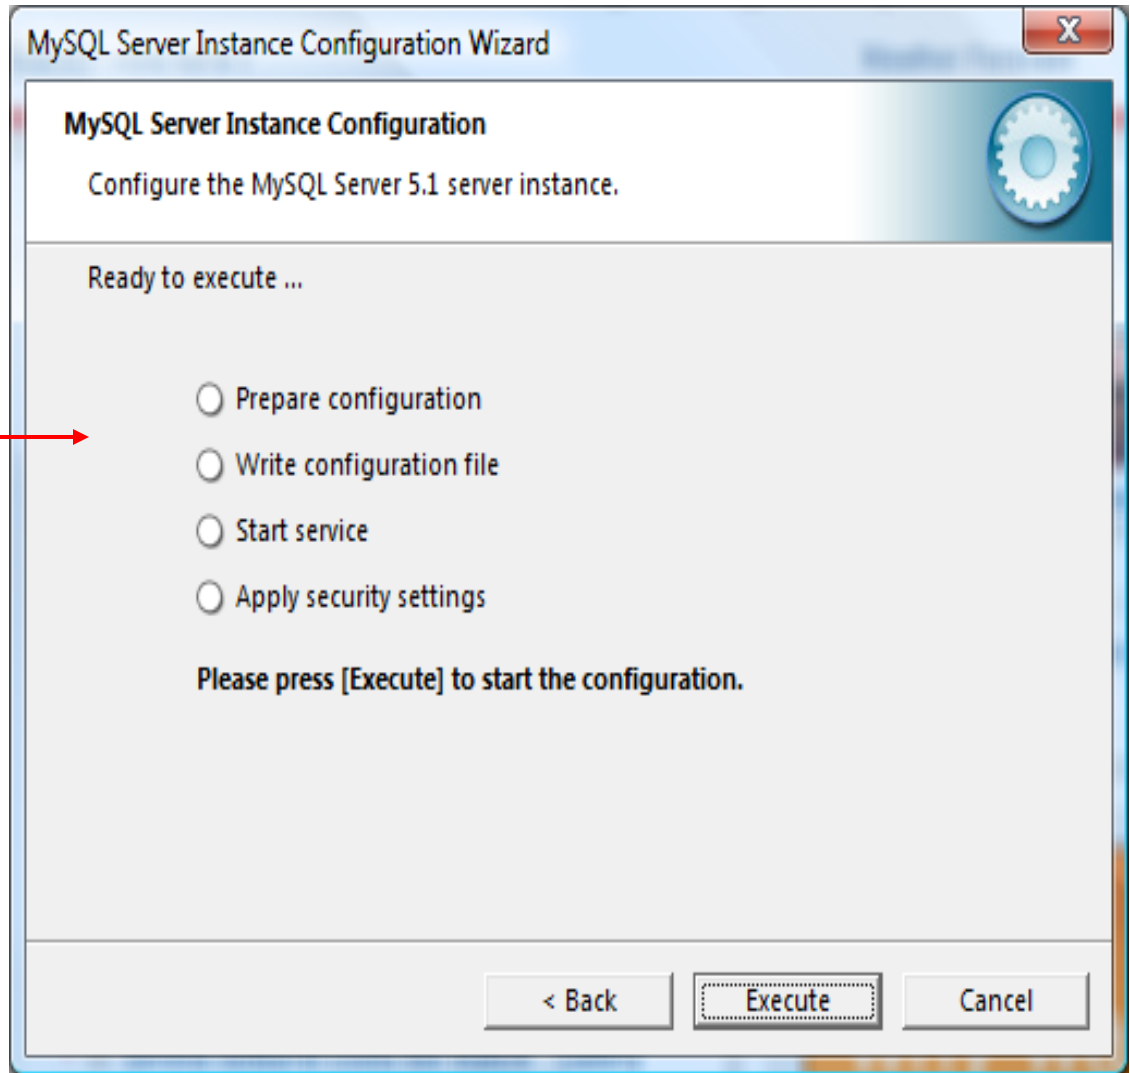 MySQL Server Instance Configuration Wizard
X
MySQL Server Instance Configuration
Configure the MySQL Server 5.1 server instance.
Ready to execute ...
Prepare configuration
Write configuration file
Start service
Apply security settings
Please press [Execute] to start the configuration.
< Back
Execute
Cancel